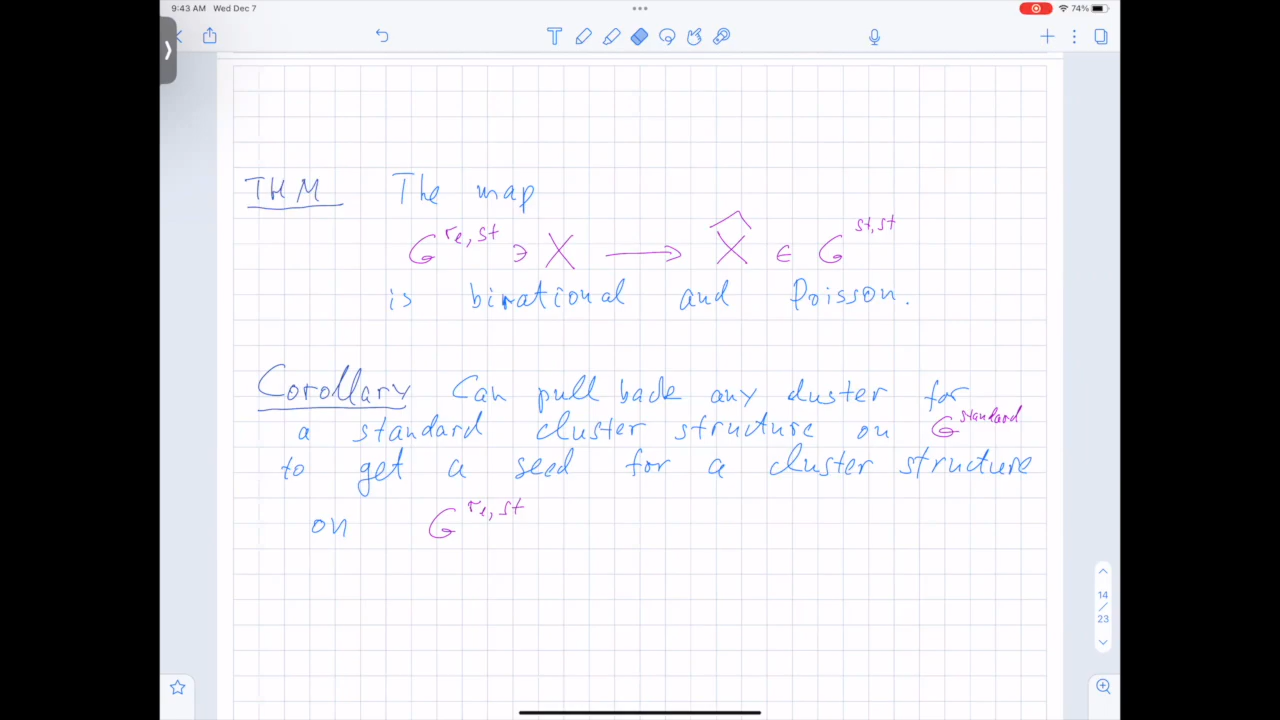 9:43 AM Wed Dec 7
74%
THM The map
G^{r_e, st} ∋ X ⟶ X̂ ∈ G^{st, st}
is birational and Poisson.
Corollary Can pull back any cluster for
a standard cluster structure on G^{standard}
to get a seed for a cluster structure
on G^{r_e, st}
14
/
23